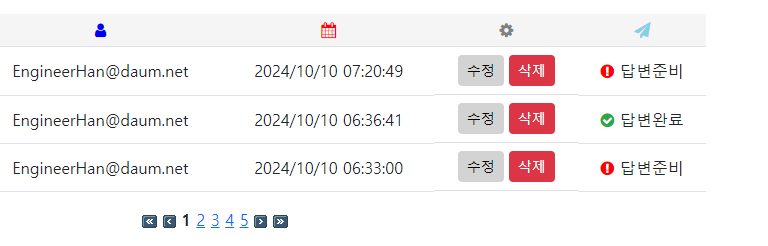 EngineerHan@daum.net 2024/10/10 07:20:49 수정 삭제 답변준비
EngineerHan@daum.net 2024/10/10 06:36:41 수정 삭제 답변완료
EngineerHan@daum.net 2024/10/10 06:33:00 수정 삭제 답변준비
1 2 3 4 5